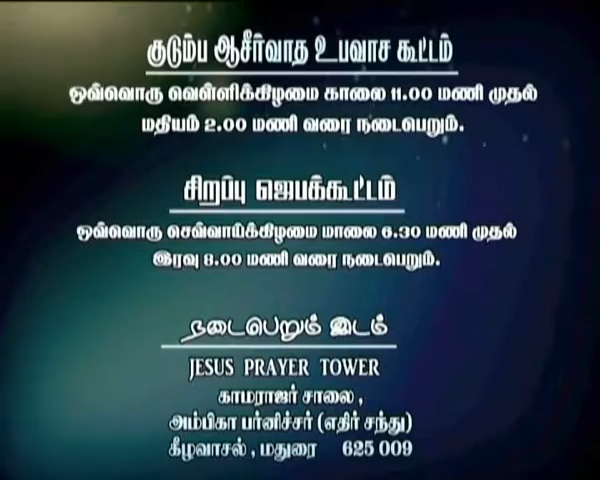 குடும்ப ஆசீர்வாத உபவாச கூட்டம்
ஒவ்வொரு வெள்ளிக்கிழமை காலை 11.00 மணி முதல்
மதியம் 2.00 மணி வரை நடைபெறும்.
சிறப்பு ஜெபக்கூட்டம்
ஒவ்வொரு செவ்வாய்க்கிழமை மாலை 6.30 மணி முதல்
இரவு 8.00 மணி வரை நடைபெறும்.
நடைபெறும் இடம்
JESUS PRAYER TOWER
காமராஜர் சாலை ,
அம்பிகா பர்னிச்சர் (எதிர் சந்து)
கீழவாசல் , மதுரை 625 009